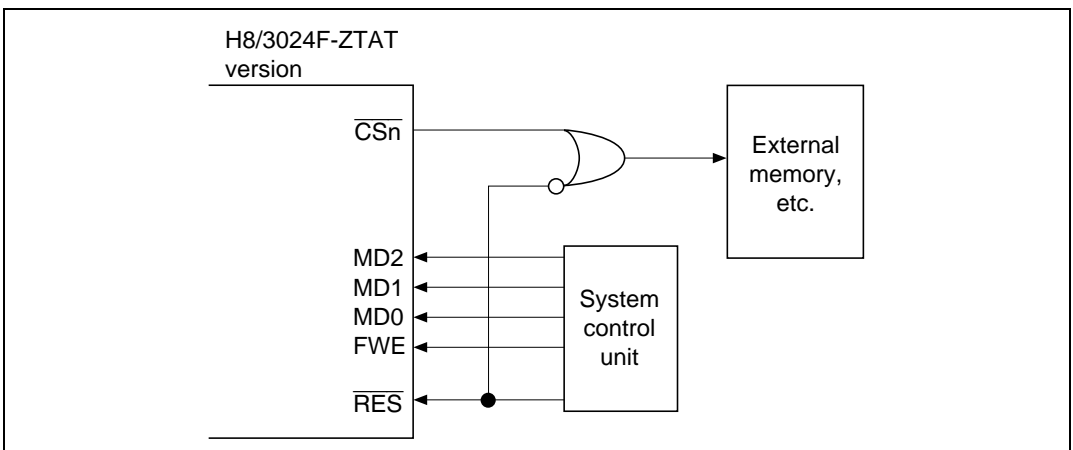 H8/3024F-ZTAT
version
CSn
External
memory,
etc.
MD2
MD1
MD0
FWE
RES
System
control
unit